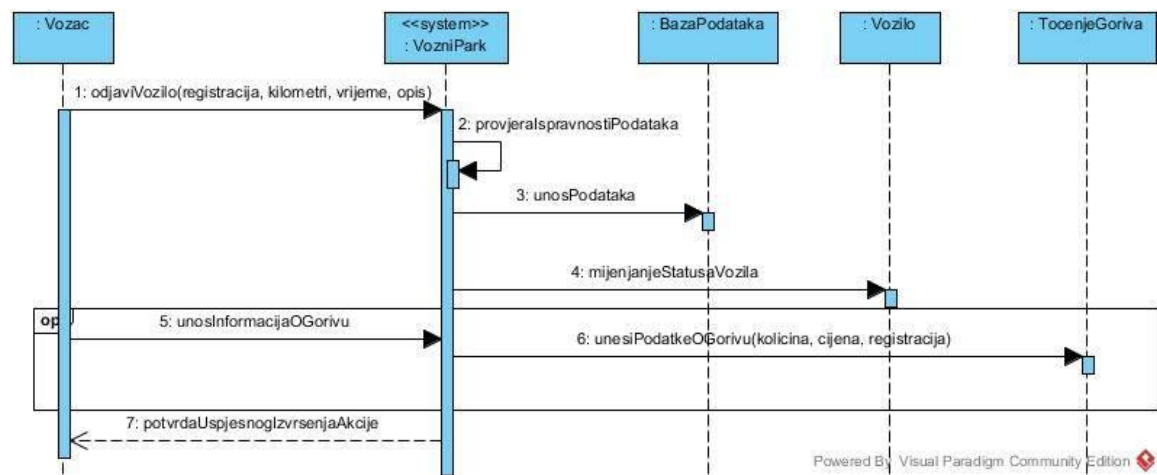 : Vozac
<<system>>
: VozniPark
: BazaPodataka
: Vozilo
: TocenjeGoriva
1: odjaviVozilo(registracija, kilometri, vrijeme, opis)
2: provjeraIspravnostiPodataka
3: unosPodataka
4: mijenjanjeStatusaVozila
op
5: unosInformacijaOGorivu
6: unesiPodatkeOGorivu(kolicina, cijena, registracija)
7: potvrdaUspjesnogIzvrsenjaAkcije
Powered By Visual Paradigm Community Edition